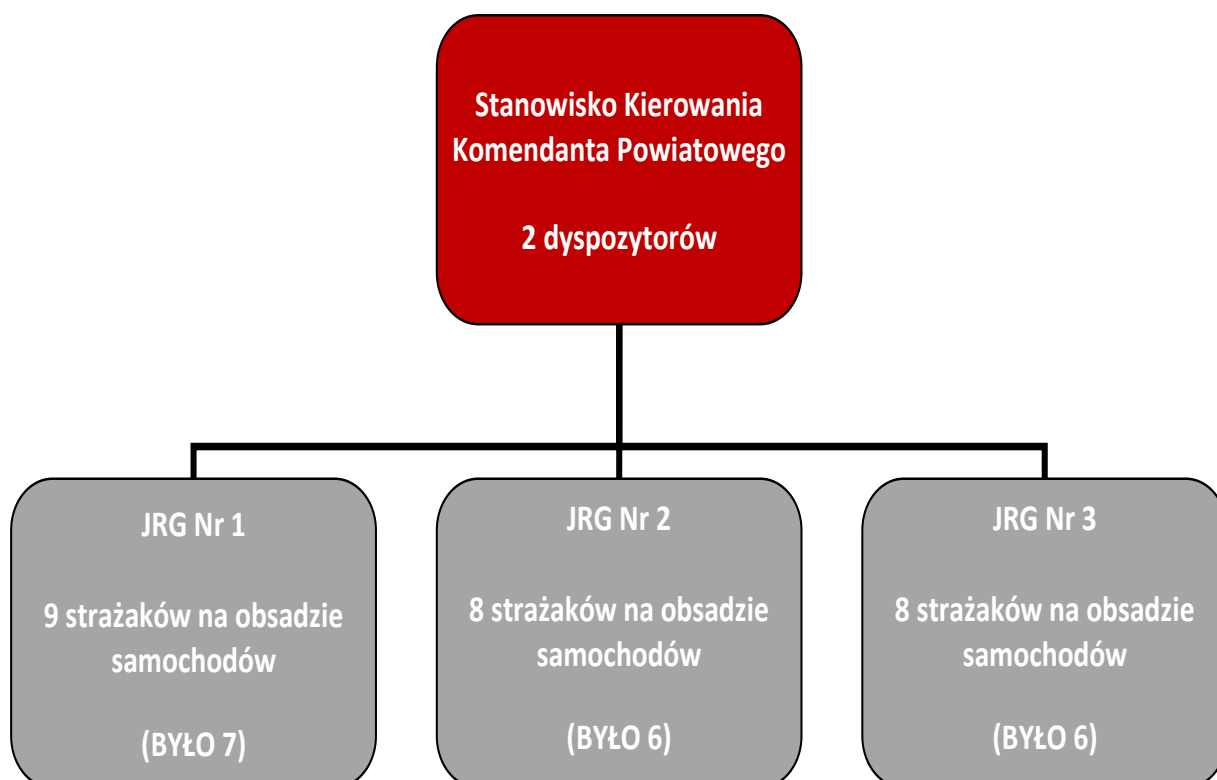 Stanowisko Kierowania
Komendanta Powiatowego
2 dyspozytorów
JRG Nr 1
9 strażaków na obsadzie
samochodów
(BYŁO 7)
JRG Nr 2
8 strażaków na obsadzie
samochodów
(BYŁO 6)
JRG Nr 3
8 strażaków na obsadzie
samochodów
(BYŁO 6)